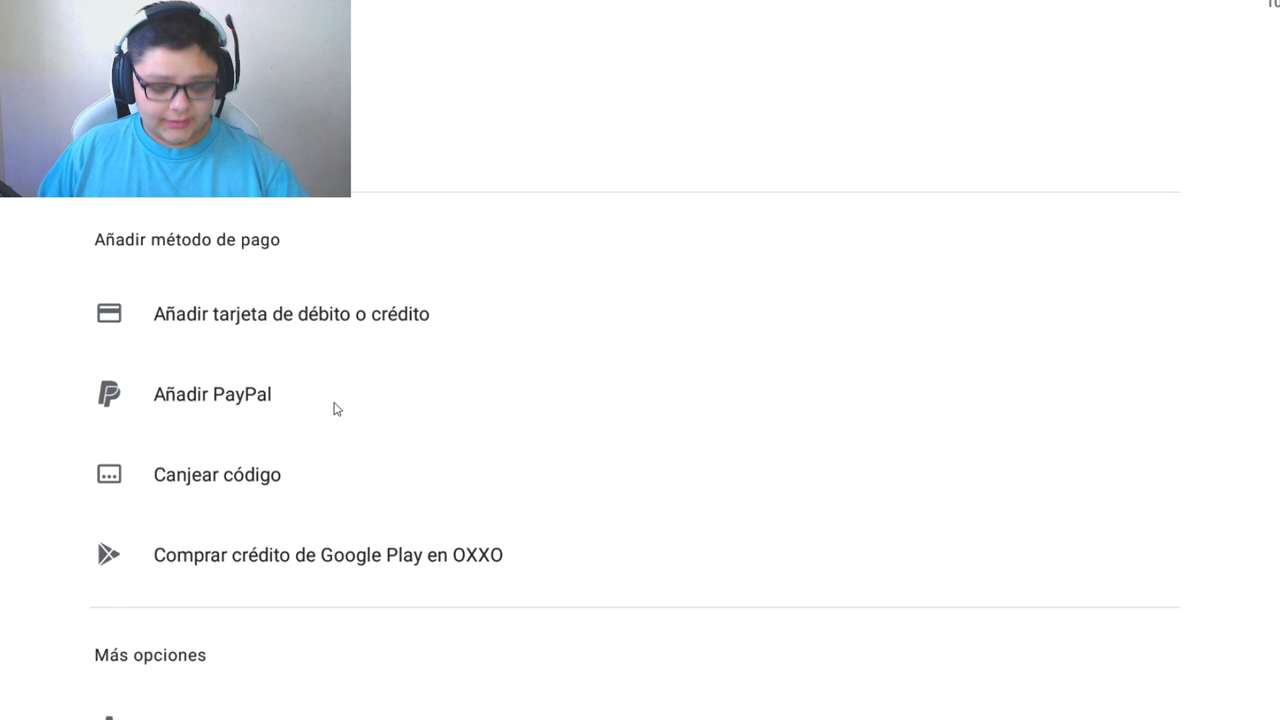 Añadir método de pago
Añadir tarjeta de débito o crédito
Añadir PayPal
Canjear código
Comprar crédito de Google Play en OXXO
Más opciones